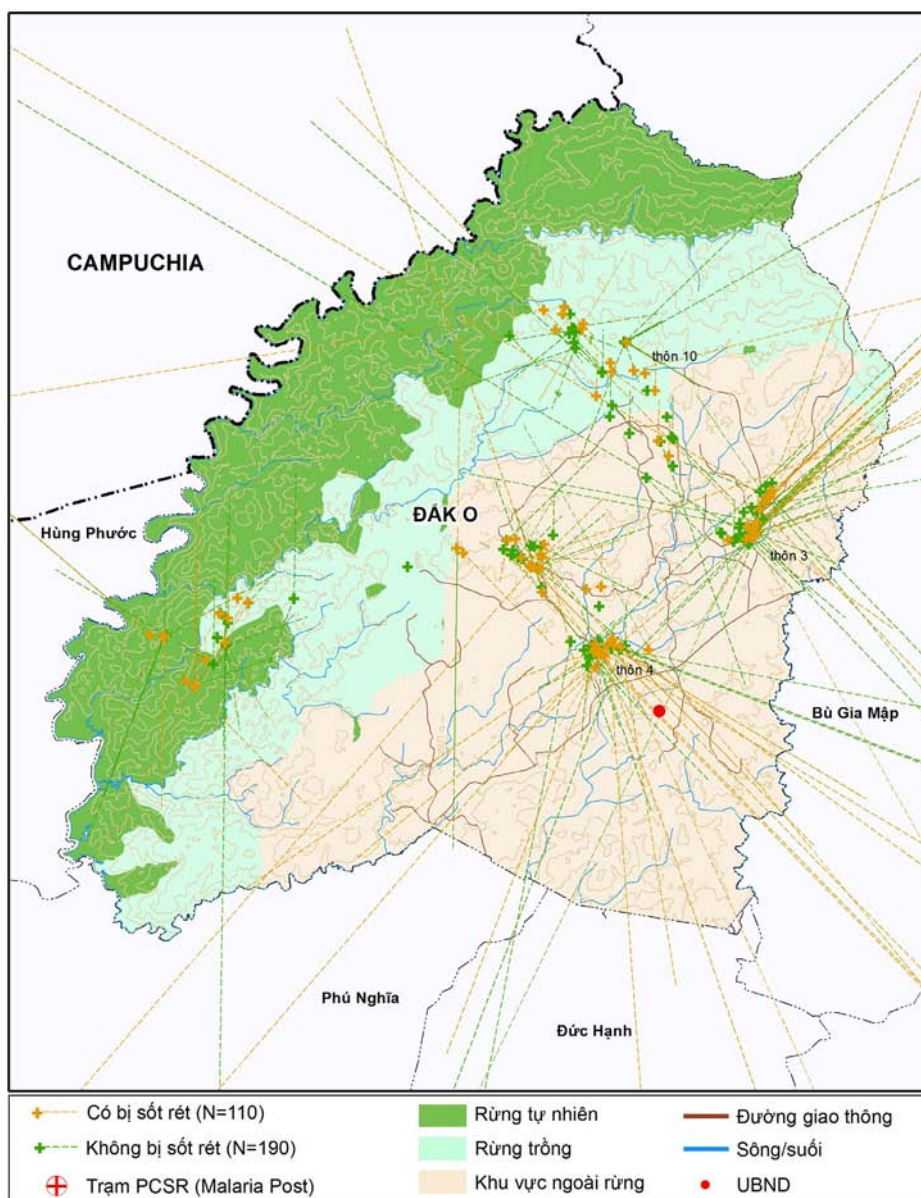 CAMPUCHIA
thôn 10
Hùng Phước
ĐĂK O
thôn 3
thôn 4
Bù Gia Mập
Phú Nghĩa
Đức Hạnh
Có bị sốt rét (N=110)
Không bị sốt rét (N=190)
Trạm PCSR (Malaria Post)
Rừng tự nhiên
Rừng trồng
Khu vực ngoài rừng
Đường giao thông
Sông/suối
UBND